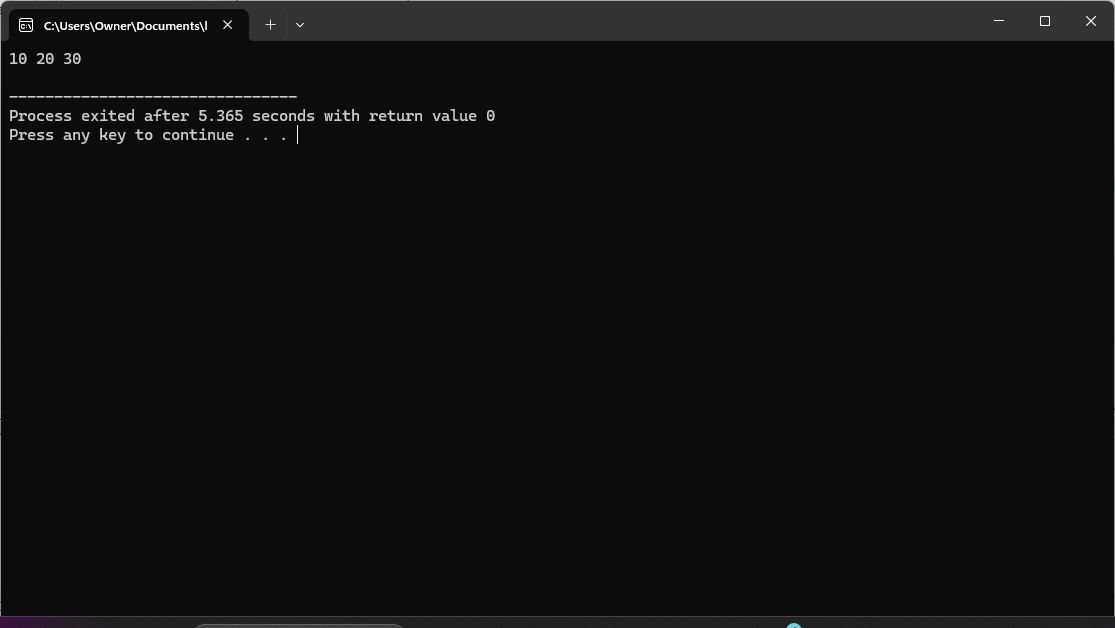 C:\Users\Owner\Documents\l
10 20 30
--------------------------------
Process exited after 5.365 seconds with return value 0
Press any key to continue . . .